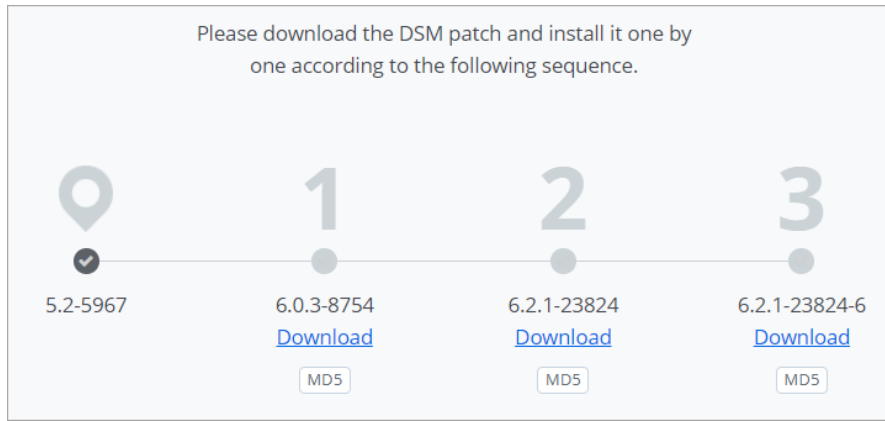 Please download the DSM patch and install it one by
one according to the following sequence.
1
2
3
5.2-5967
6.0.3-8754
6.2.1-23824
6.2.1-23824-6
Download
Download
Download
MD5
MD5
MD5